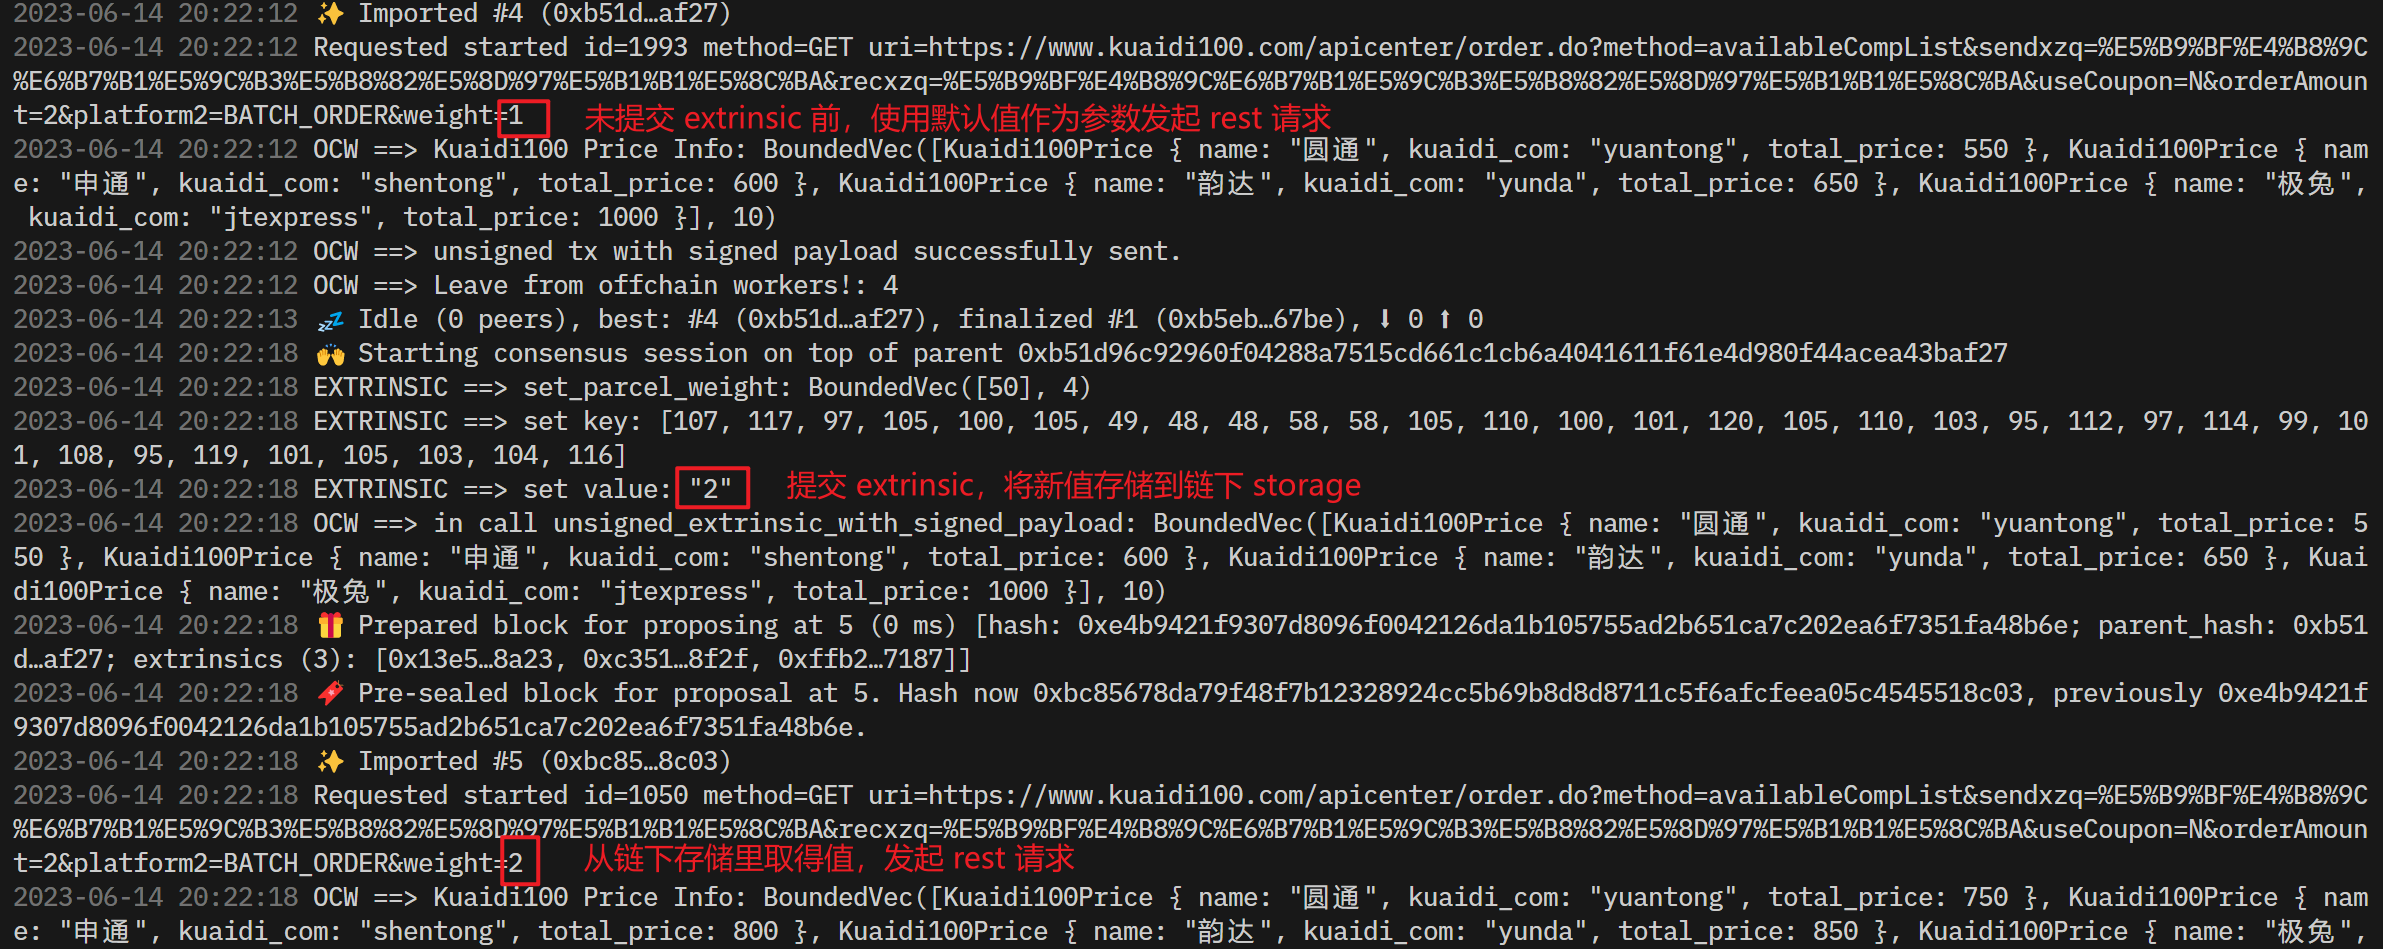 2023-06-14 20:22:12 ✨ Imported #4 (0xb51d…af27)
2023-06-14 20:22:12 Requested started id=1993 method=GET uri=https://www.kuaidi100.com/apicenter/order.do?method=availableCompList&sendxzq=%E5%B9%BF%E4%B8%9C
%E6%B7%B1%E5%9C%B3%E5%B8%82%E5%8D%97%E5%B1%B1%E5%8C%BA&recxzq=%E5%B9%BF%E4%B8%9C%E6%B7%B1%E5%9C%B3%E5%B8%82%E5%8D%97%E5%B1%B1%E5%8C%BA&useCoupon=N&orderAmoun
t=2&platform2=BATCH_ORDER&weight=1 未提交 extrinsic 前，使用默认值作为参数发起 rest 请求
2023-06-14 20:22:12 OCW ==> Kuaidi100 Price Info: BoundedVec([Kuaidi100Price { name: "圆通", kuaidi_com: "yuantong", total_price: 550 }, Kuaidi100Price { nam
e: "申通", kuaidi_com: "shentong", total_price: 600 }, Kuaidi100Price { name: "韵达", kuaidi_com: "yunda", total_price: 650 }, Kuaidi100Price { name: "极兔",
kuaidi_com: "jtexpress", total_price: 1000 }], 10)
2023-06-14 20:22:12 OCW ==> unsigned tx with signed payload successfully sent.
2023-06-14 20:22:12 OCW ==> Leave from offchain workers!: 4
2023-06-14 20:22:13 💤 Idle (0 peers), best: #4 (0xb51d…af27), finalized #1 (0xb5eb…67be), ⬇ 0 ⬆ 0
2023-06-14 20:22:18 🙌 Starting consensus session on top of parent 0xb51d96c92960f04288a7515cd661c1cb6a4041611f61e4d980f44acea43baf27
2023-06-14 20:22:18 EXTRINSIC ==> set_parcel_weight: BoundedVec([50], 4)
2023-06-14 20:22:18 EXTRINSIC ==> set key: [107, 117, 97, 105, 100, 105, 49, 48, 48, 58, 58, 105, 110, 100, 101, 120, 105, 110, 103, 95, 112, 97, 114, 99, 10
1, 108, 95, 119, 101, 105, 103, 104, 116]
2023-06-14 20:22:18 EXTRINSIC ==> set value: "2" 提交 extrinsic，将新值存储到链下 storage
2023-06-14 20:22:18 OCW ==> in call unsigned_extrinsic_with_signed_payload: BoundedVec([Kuaidi100Price { name: "圆通", kuaidi_com: "yuantong", total_price: 5
50 }, Kuaidi100Price { name: "申通", kuaidi_com: "shentong", total_price: 600 }, Kuaidi100Price { name: "韵达", kuaidi_com: "yunda", total_price: 650 }, Kuai
di100Price { name: "极兔", kuaidi_com: "jtexpress", total_price: 1000 }], 10)
2023-06-14 20:22:18 🎁 Prepared block for proposing at 5 (0 ms) [hash: 0xe4b9421f9307d8096f0042126da1b105755ad2b651ca7c202ea6f7351fa48b6e; parent_hash: 0xb51
d…af27; extrinsics (3): [0x13e5…8a23, 0xc351…8f2f, 0xffb2…7187]]
2023-06-14 20:22:18 🔖 Pre-sealed block for proposal at 5. Hash now 0xbc85678da79f48f7b12328924cc5b69b8d8d8711c5f6afcfeea05c4545518c03, previously 0xe4b9421f
9307d8096f0042126da1b105755ad2b651ca7c202ea6f7351fa48b6e.
2023-06-14 20:22:18 ✨ Imported #5 (0xbc85…8c03)
2023-06-14 20:22:18 Requested started id=1050 method=GET uri=https://www.kuaidi100.com/apicenter/order.do?method=availableCompList&sendxzq=%E5%B9%BF%E4%B8%9C
%E6%B7%B1%E5%9C%B3%E5%B8%82%E5%8D%97%E5%B1%B1%E5%8C%BA&recxzq=%E5%B9%BF%E4%B8%9C%E6%B7%B1%E5%9C%B3%E5%B8%82%E5%8D%97%E5%B1%B1%E5%8C%BA&useCoupon=N&orderAmoun
t=2&platform2=BATCH_ORDER&weight=2 从链下存储里取得值，发起 rest 请求
2023-06-14 20:22:18 OCW ==> Kuaidi100 Price Info: BoundedVec([Kuaidi100Price { name: "圆通", kuaidi_com: "yuantong", total_price: 750 }, Kuaidi100Price { nam
e: "申通", kuaidi_com: "shentong", total_price: 800 }, Kuaidi100Price { name: "韵达", kuaidi_com: "yunda", total_price: 850 }, Kuaidi100Price { name: "极兔",